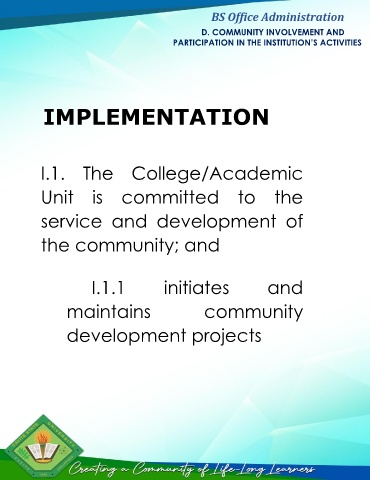 BS Office Administration
D. COMMUNITY INVOLVEMENT AND
PARTICIPATION IN THE INSTITUTION'S ACTIVITIES
IMPLEMENTATION
I.1. The College/Academic
Unit is committed to the
service and development of
the community; and
I.1.1 initiates and
maintains community
development projects
Creating a Community of Life-Long Learners